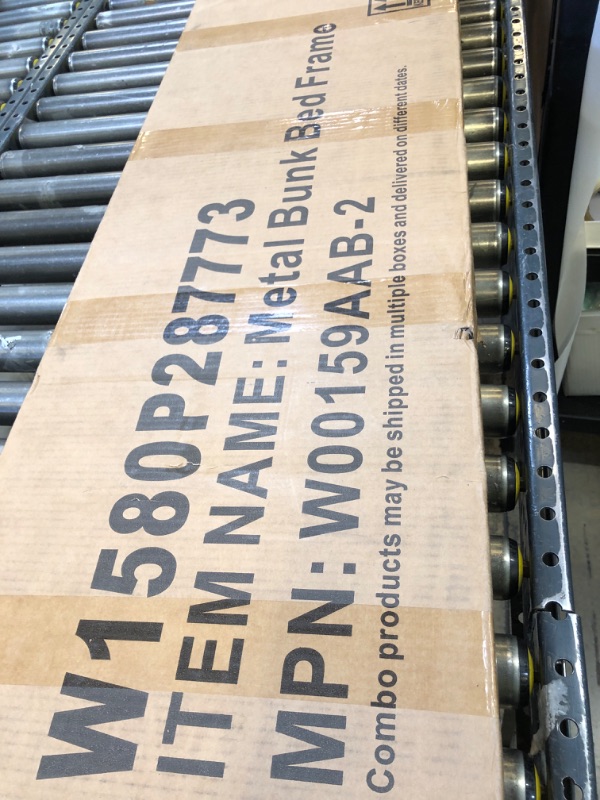 W1580P287773
ITEM NAME: Metal Bunk Bed Frame
MPN: W00159AAB-2
Combo products may be shipped in multiple boxes and delivered on different dates.